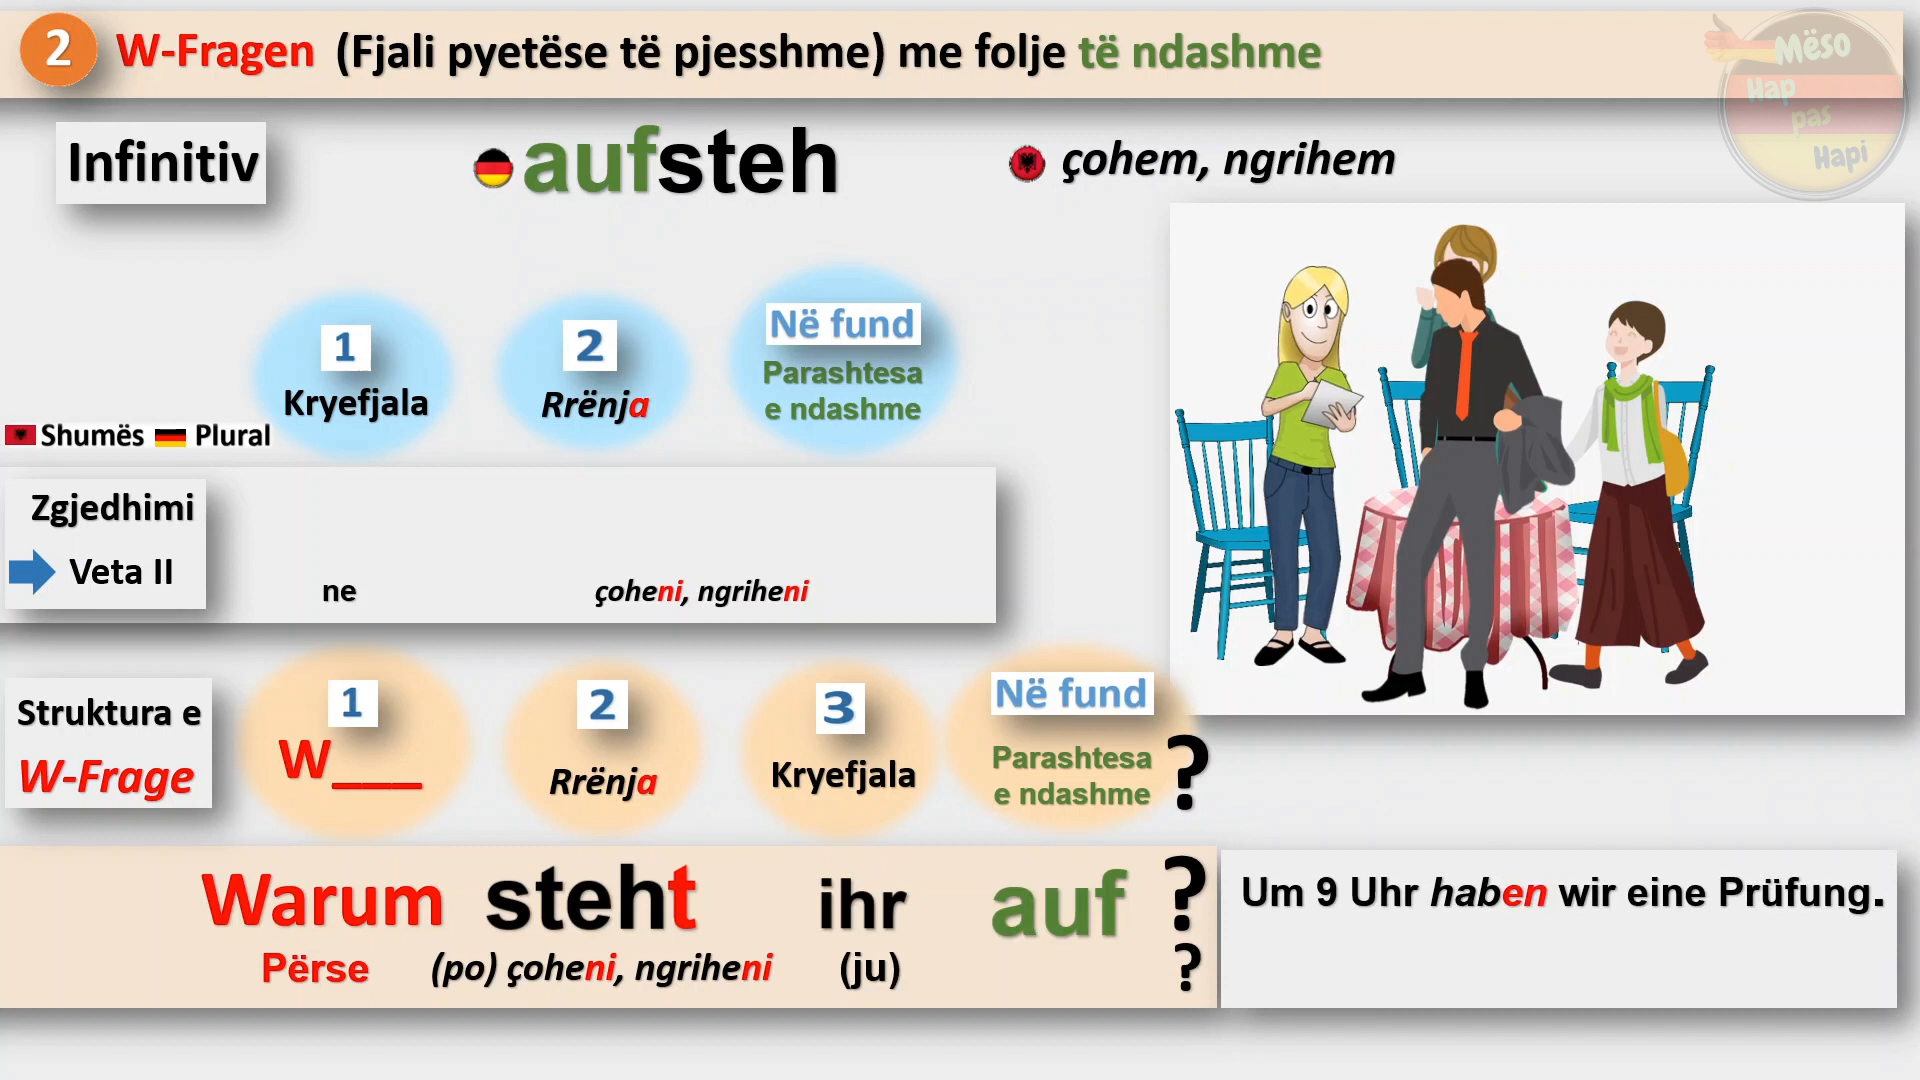 2 W-Fragen (Fjali pyetëse të pjesshme) me folje të ndashme
Mëso
Hap
pas
Hapi
Infinitiv
aufsteh
çohem, ngrihem
1
Kryefjala
2
Rrënja
Në fund
Parashtesa
e ndashme
Shumës Plural
Zgjedhimi
Veta II
ne
çoheni, ngriheni
Struktura e
W-Frage
1
W___
2
Rrënja
3
Kryefjala
Në fund
Parashtesa
e ndashme
?
Warum steht ihr auf ?
Përse (po) çoheni, ngriheni (ju) ?
Um 9 Uhr haben wir eine Prüfung.